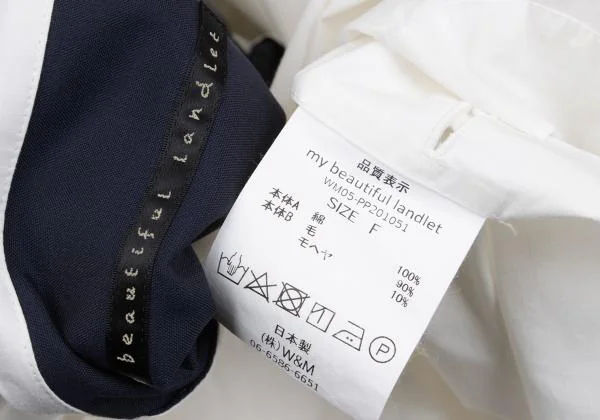 beautiful landlet
品質表示
my beautiful landlet
WM05-PP201051
SIZE F
本体A 綿 100%
本体B 毛 90%
モヘヤ 10%
P
日本製
(株)W&M
06-6586-6651